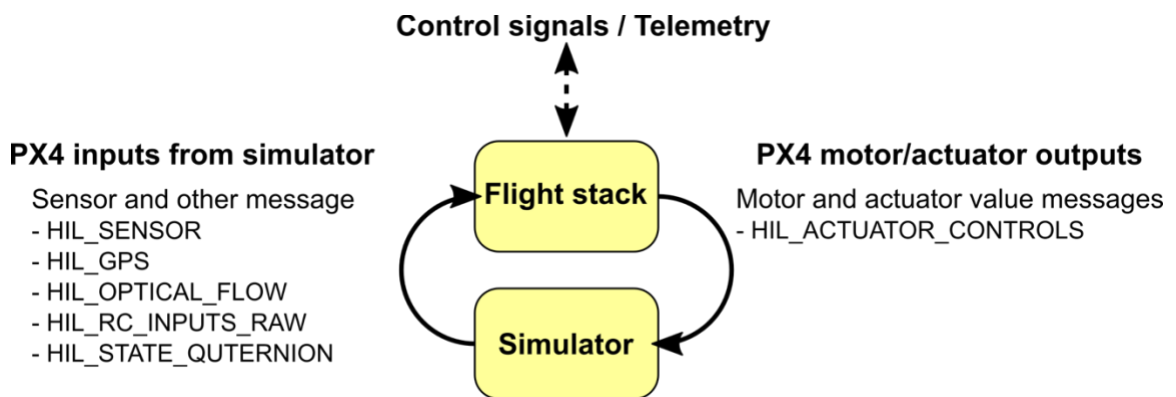 Control signals / Telemetry
PX4 inputs from simulator
Sensor and other message
- HIL_SENSOR
- HIL_GPS
- HIL_OPTICAL_FLOW
- HIL_RC_INPUTS_RAW
- HIL_STATE_QUTERNION
Flight stack
Simulator
PX4 motor/actuator outputs
Motor and actuator value messages
- HIL_ACTUATOR_CONTROLS